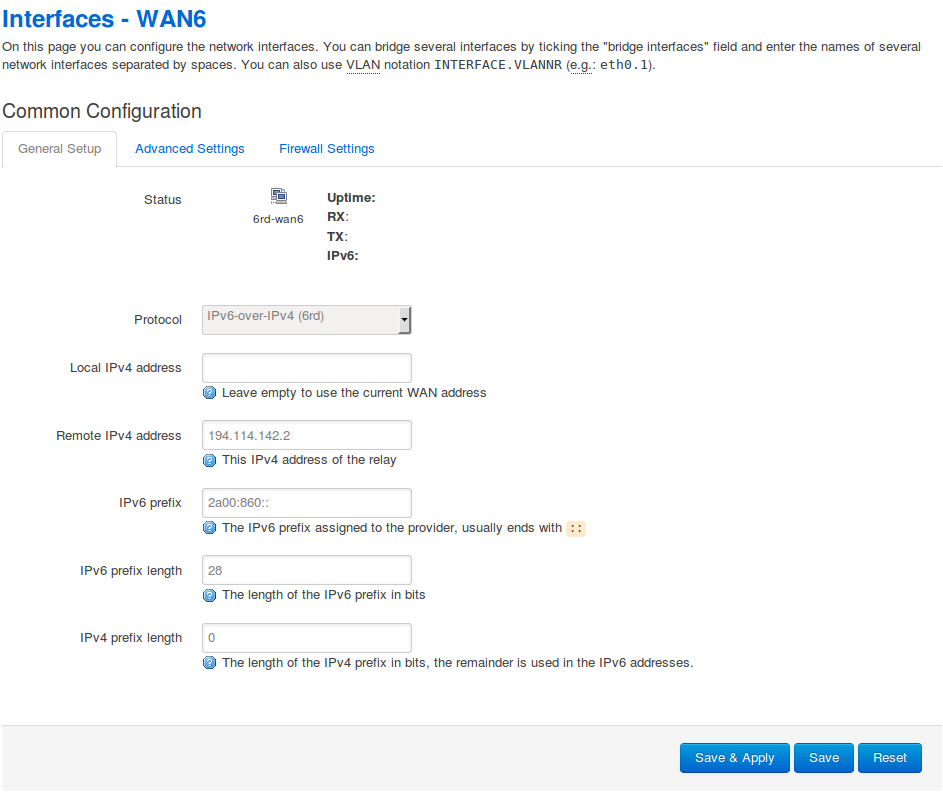 Interfaces - WAN6
On this page you can configure the network interfaces. You can bridge several interfaces by ticking the "bridge interfaces" field and enter the names of several
network interfaces separated by spaces. You can also use VLAN notation INTERFACE.VLANNR (e.g.: eth0.1).
Common Configuration
General Setup Advanced Settings Firewall Settings
Status
6rd-wan6
Uptime:
RX:
TX:
IPv6:
Protocol IPv6-over-IPv4 (6rd)
Local IPv4 address
Leave empty to use the current WAN address
Remote IPv4 address 194.114.142.2
This IPv4 address of the relay
IPv6 prefix 2a00:860::
The IPv6 prefix assigned to the provider, usually ends with ::
IPv6 prefix length 28
The length of the IPv6 prefix in bits
IPv4 prefix length 0
The length of the IPv4 prefix in bits, the remainder is used in the IPv6 addresses.
Save & Apply Save Reset